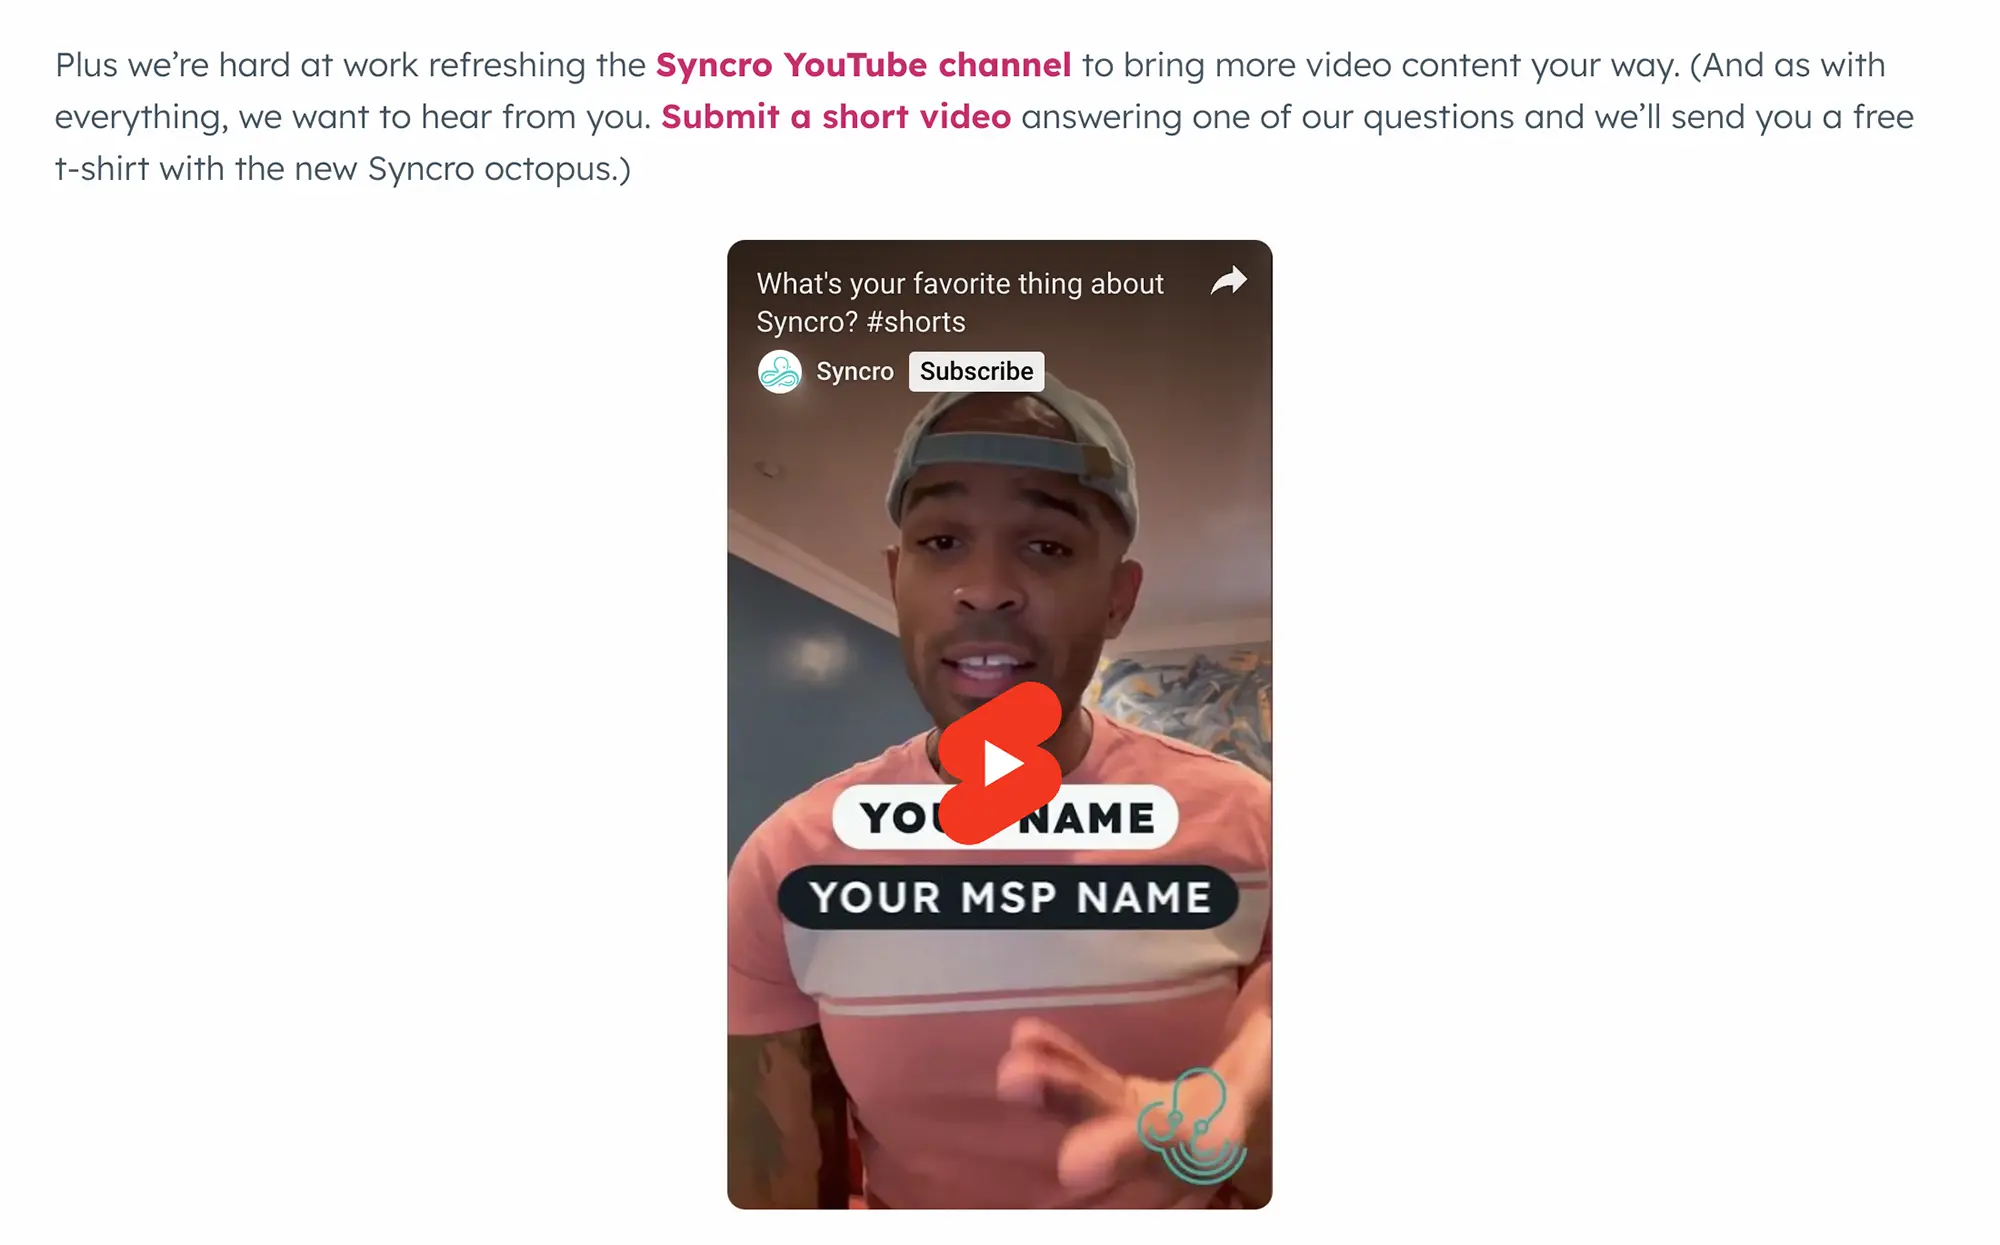 Plus we’re hard at work refreshing the Syncro YouTube channel to bring more video content your way. (And as with
everything, we want to hear from you. Submit a short video answering one of our questions and we’ll send you a free
t-shirt with the new Syncro octopus.)
What's your favorite thing about
Syncro? #shorts
Syncro Subscribe
NAME
YOUR MSP NAME